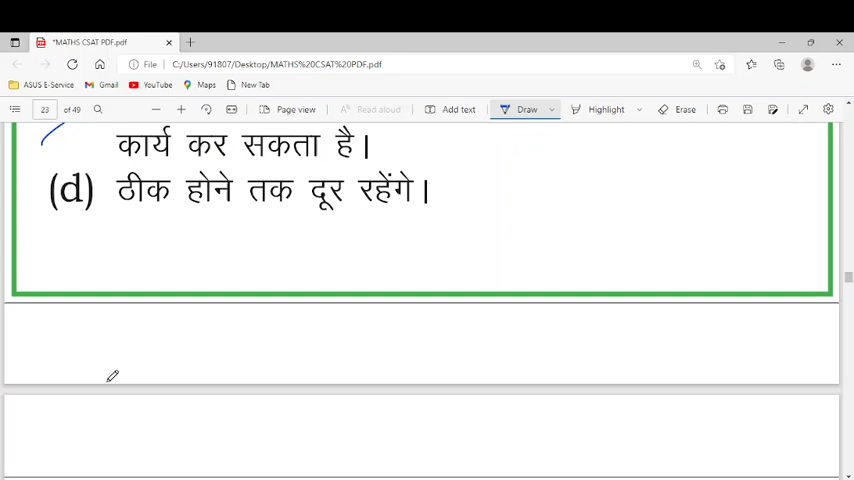 *MATHS CSAT PDF.pdf
File C:/Users/91807/Desktop/MATHS%20CSAT%20PDF.pdf
ASUS E-Service Gmail YouTube Maps New Tab
23 of 49 Page view Read aloud Add text Draw Highlight Erase
कार्य कर सकता है।
(d) ठीक होने तक दूर रहेंगे।